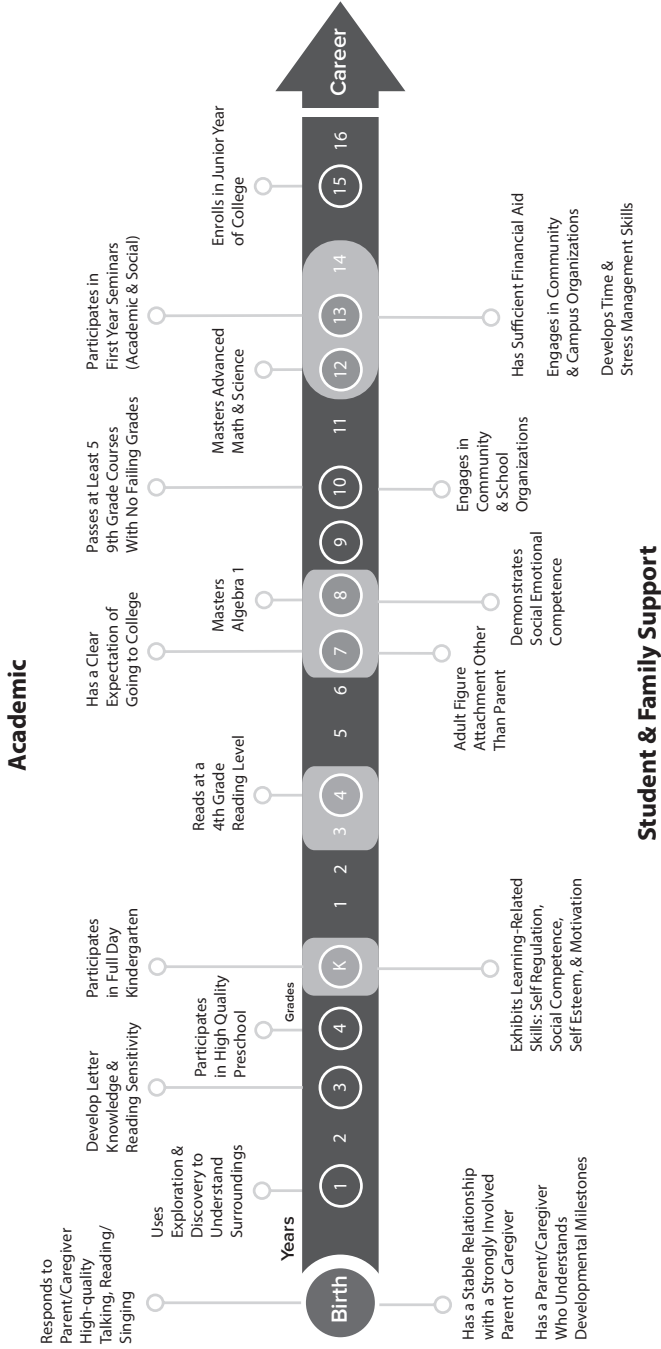 Academic
Responds to
Parent/Caregiver
High-quality
Talking, Reading/
Singing
Uses
Exploration &
Discovery to
Understand
Surroundings
Develop Letter
Knowledge &
Reading Sensitivity
Participates
in High Quality
Preschool
Participates
in Full Day
Kindergarten
Reads at a
4th Grade
Reading Level
Has a Clear
Expectation of
Going to College
Masters
Algebra 1
Passes at Least 5
9th Grade Courses
With No Failing Grades
Masters Advanced
Math & Science
Participates in
First Year Seminars
(Academic & Social)
Enrolls in Junior Year
of College
Years
Grades
Birth 1 2 3 4 K 1 2 3 4 5 6 7 8 9 10 11 12 13 14 15 16 Career
Has a Stable Relationship
with a Strongly Involved
Parent or Caregiver
Has a Parent/Caregiver
Who Understands
Developmental Milestones
Exhibits Learning-Related
Skills: Self Regulation,
Social Competence,
Self Esteem, & Motivation
Adult Figure
Attachment Other
Than Parent
Demonstrates
Social Emotional
Competence
Engages in
Community
& School
Organizations
Has Sufficient Financial Aid
Engages in Community
& Campus Organizations
Develops Time &
Stress Management Skills
Student & Family Support